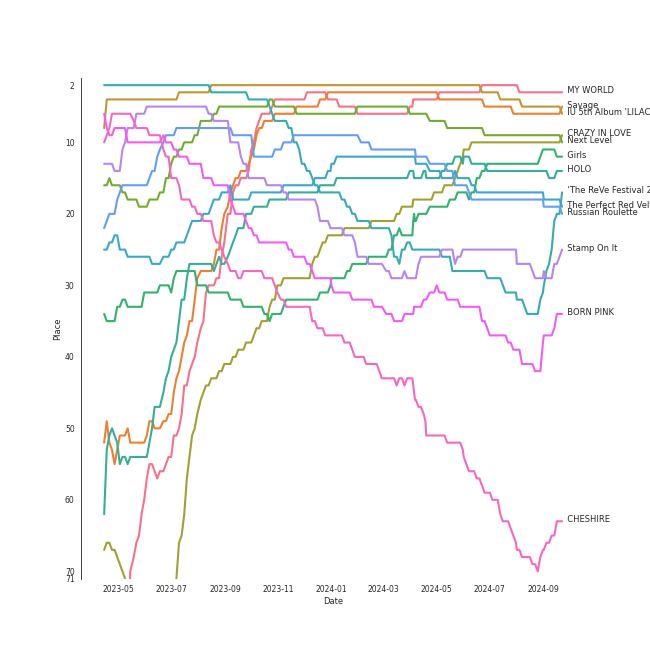 2
10
20
30
40
50
60
70
71
Place
2023-05
2023-07
2023-09
2023-11
2024-01
2024-03
2024-05
2024-07
2024-09
Date
MY WORLD
Savage
IU 5th Album 'LILAC
CRAZY IN LOVE
Next Level
Girls
HOLO
'The ReVe Festival 2
The Perfect Red Vel
Russian Roulette
Stamp On It
BORN PINK
CHESHIRE